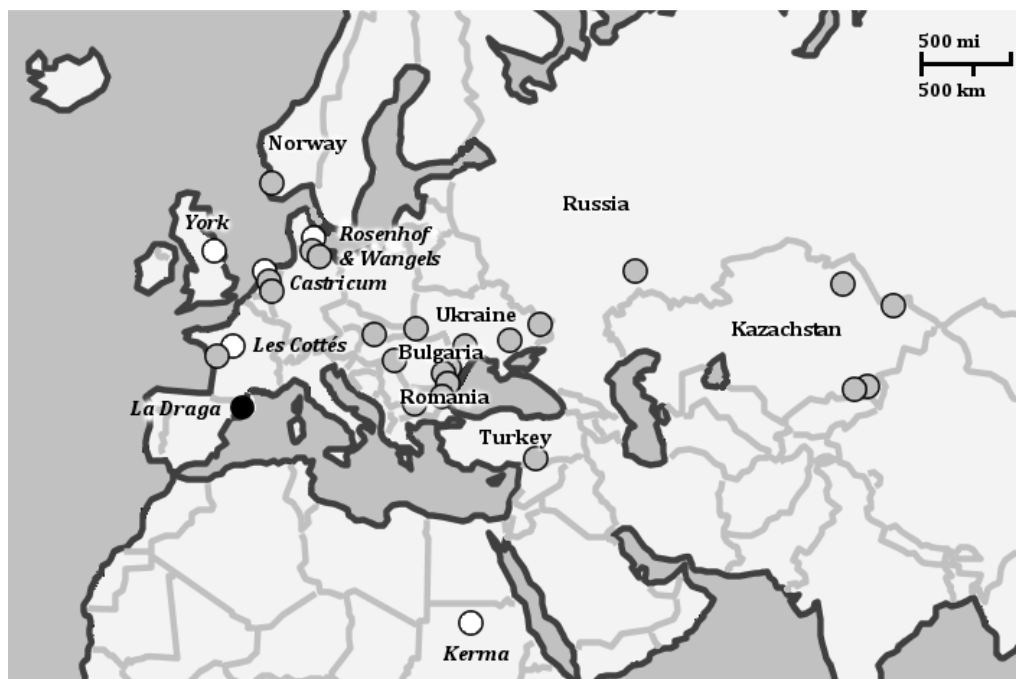 500 mi
500 km
Norway
Russia
York
Rosenhof
& Wangels
Castricum
Ukraine
Kazachstan
Les Cottés
Bulgaria
Romania
La Draga
Turkey
Kerma